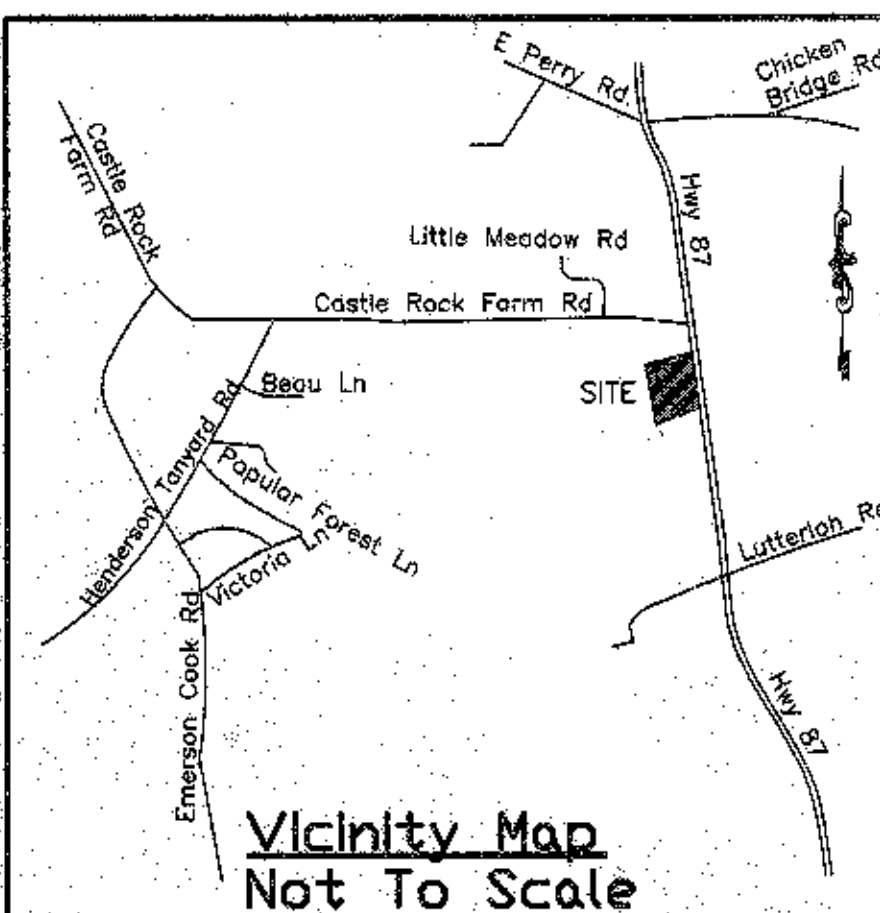 E Perry Rd.
Chicken
Bridge Rd
Castle Rock
Farm Rd
Hwy 87
Little Meadow Rd
Castle Rock Farm Rd
SITE
Beau Ln
Henderson Tanyard Rd
Papular Forest Ln
Victoria Ln
Lutterloh
Emerson Cook Rd
Hwy 87
Vicinity Map
Not To Scale